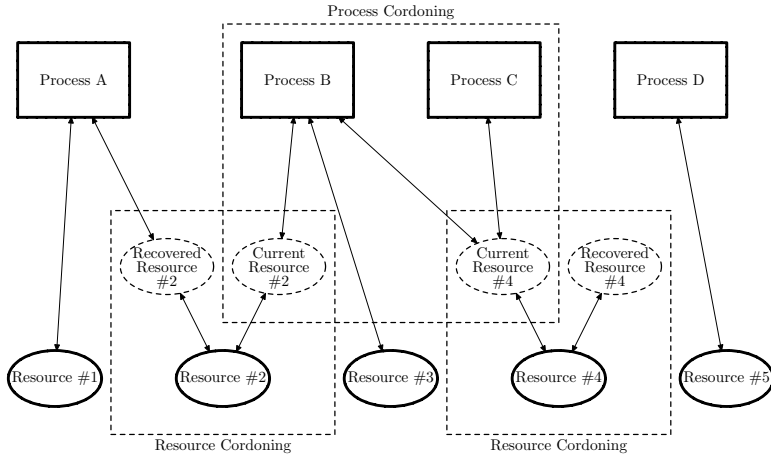 Process Cordoning
Process A
Process B
Process C
Process D
Recovered
Resource
#2
Current
Resource
#2
Current
Resource
#4
Recovered
Resource
#4
Resource #1
Resource #2
Resource #3
Resource #4
Resource #5
Resource Cordoning
Resource Cordoning